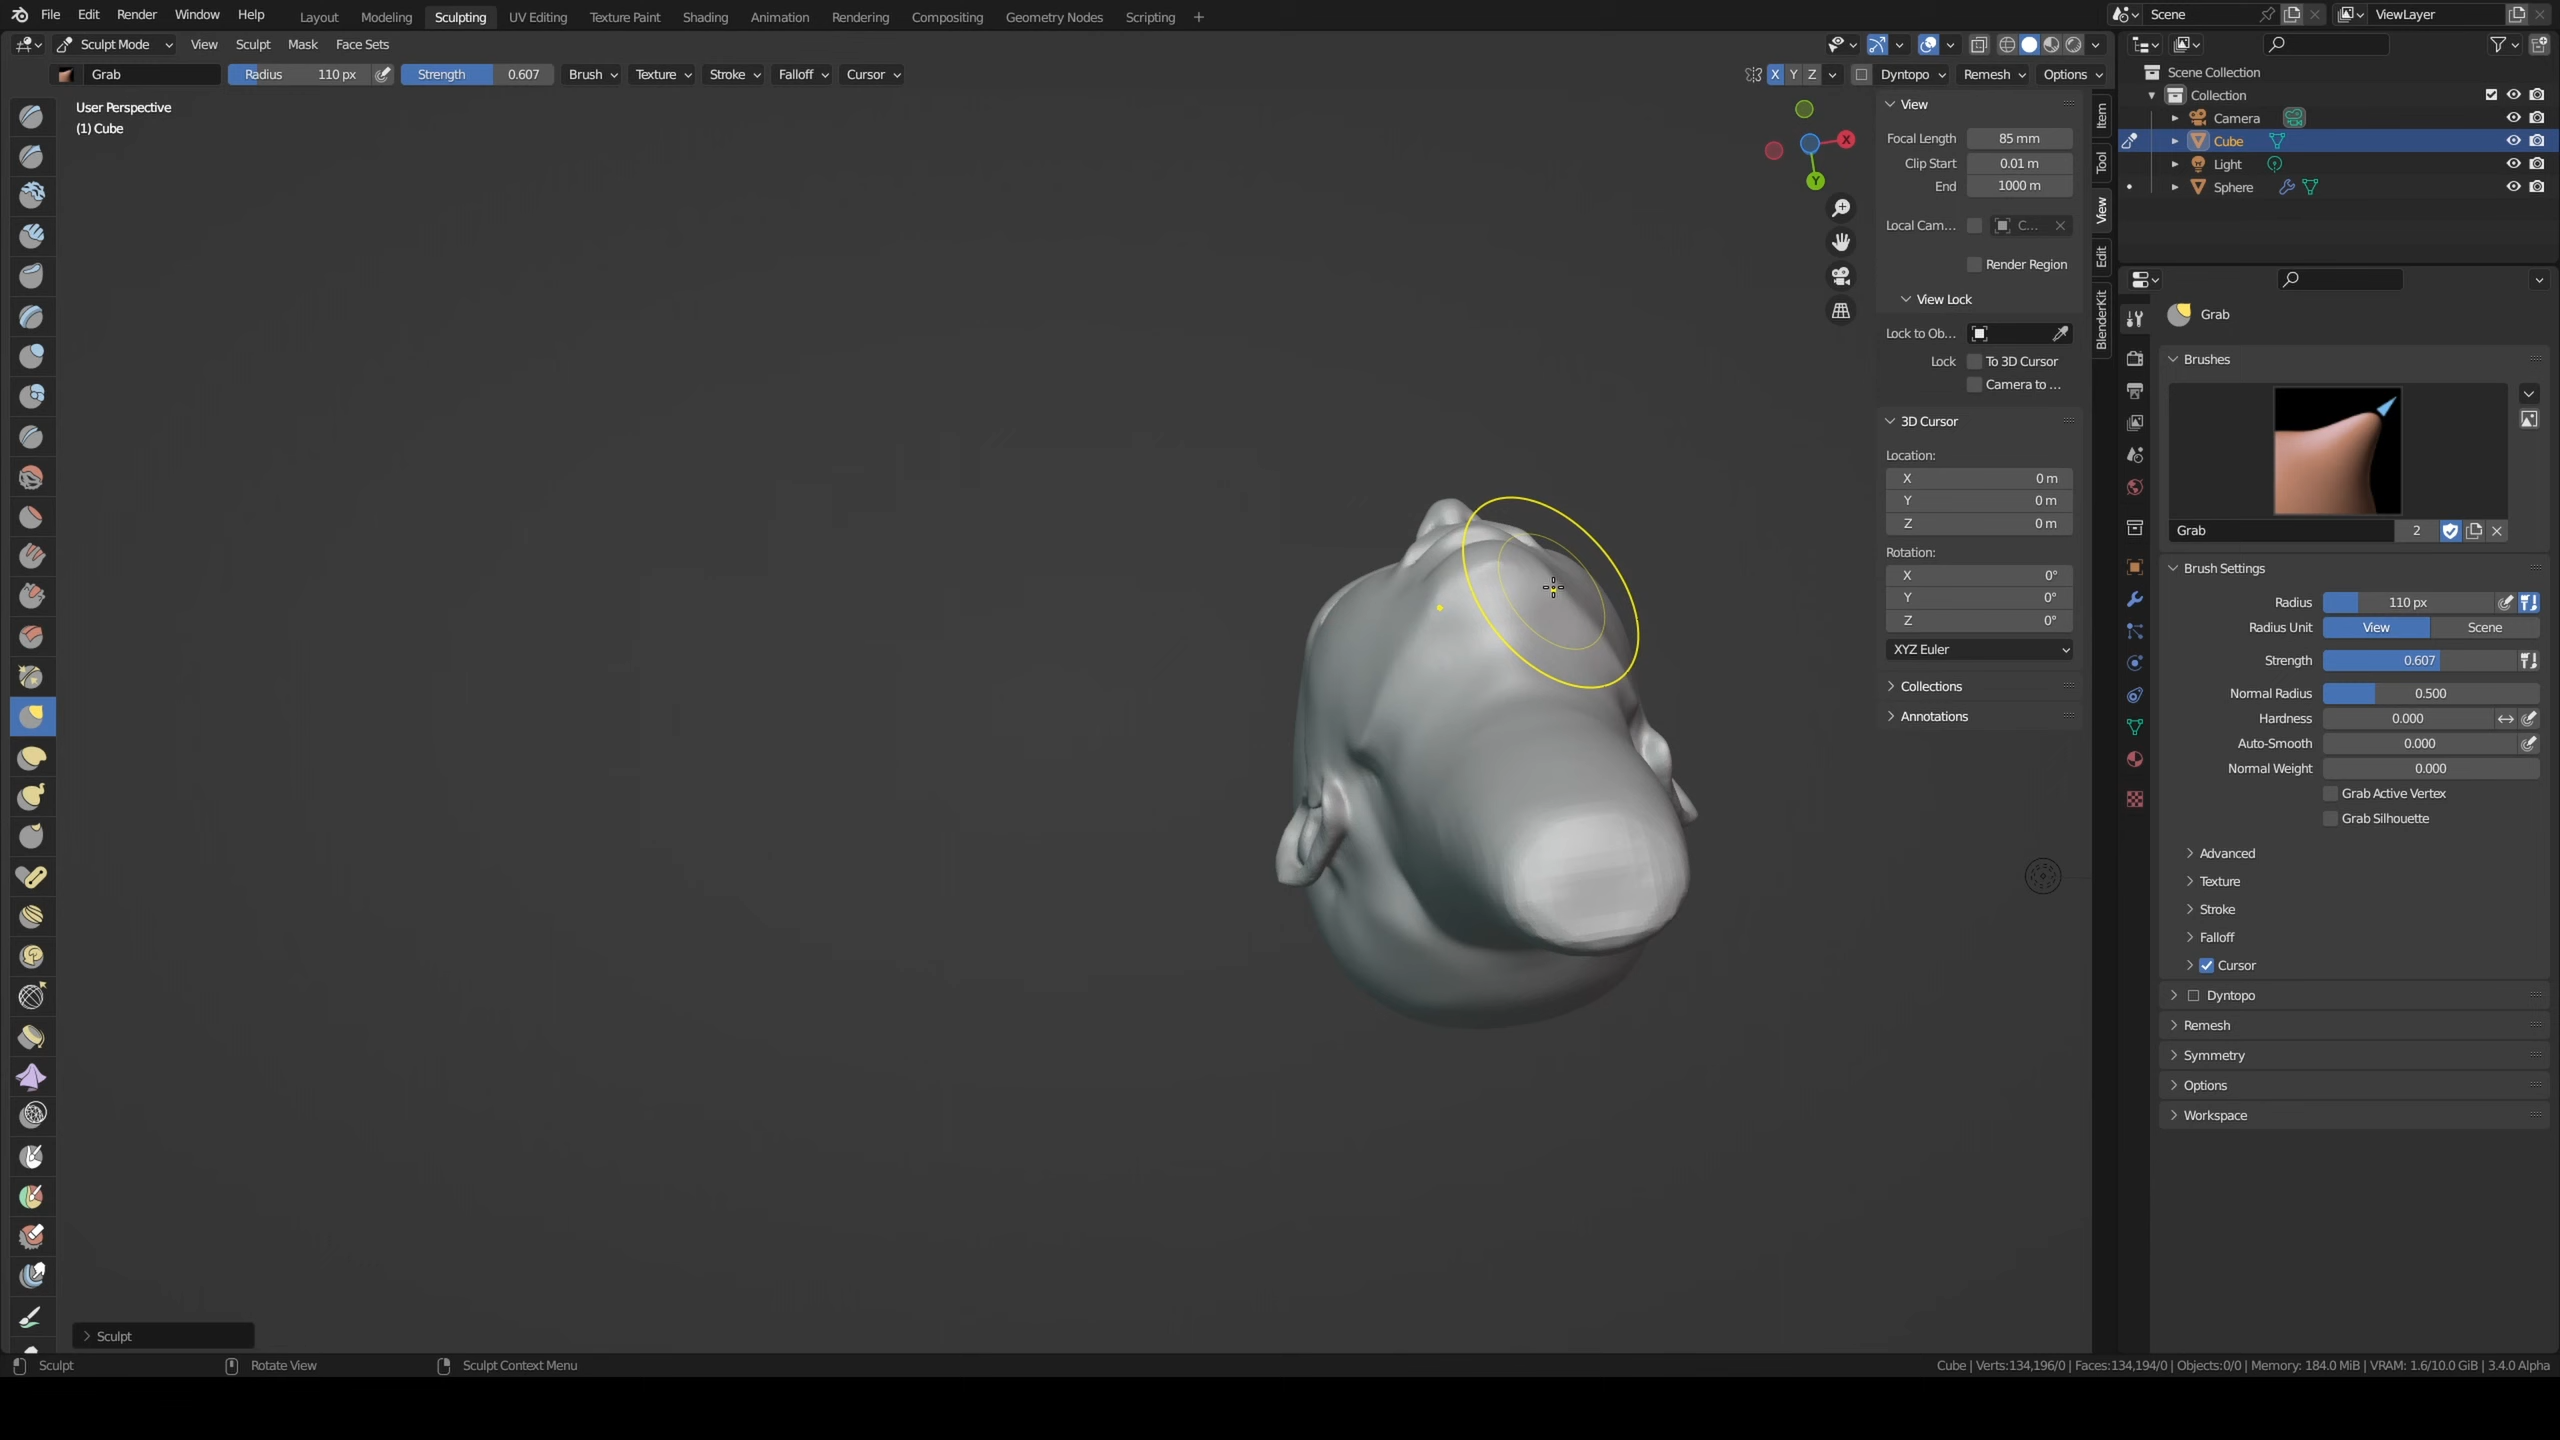 File Edit Render Window Help Layout Modeling Sculpting UV Editing Texture Paint Shading Animation Rendering Compositing Geometry Nodes Scripting + Scene ViewLayer
Sculpt Mode View Sculpt Mask Face Sets
Grab Radius 110 px Strength 0.607 Brush Texture Stroke Falloff Cursor X Y Z Dyntopo Remesh Options
User Perspective
(1) Cube
X
Y
View
Focal Length 85 mm
Clip Start 0.01 m
End 1000 m
Local Cam... C...
Render Region
View Lock
Lock to Ob...
Lock To 3D Cursor
Camera to ...
3D Cursor
Location:
X 0 m
Y 0 m
Z 0 m
Rotation:
X 0°
Y 0°
Z 0°
XYZ Euler
Collections
Annotations
Item
Tool
View
Edit
BlenderKit
Scene Collection
Collection
Camera
Cube
Light
Sphere
Grab
Brushes
Grab 2
Brush Settings
Radius 110 px
Radius Unit View Scene
Strength 0.607
Normal Radius 0.500
Hardness 0.000
Auto-Smooth 0.000
Normal Weight 0.000
Grab Active Vertex
Grab Silhouette
Advanced
Texture
Stroke
Falloff
Cursor
Dyntopo
Remesh
Symmetry
Options
Workspace
Sculpt
Sculpt Rotate View Sculpt Context Menu Cube | Verts:134,196/0 | Faces:134,194/0 | Objects:0/0 | Memory: 184.0 MiB | VRAM: 1.6/10.0 GiB | 3.4.0 Alpha